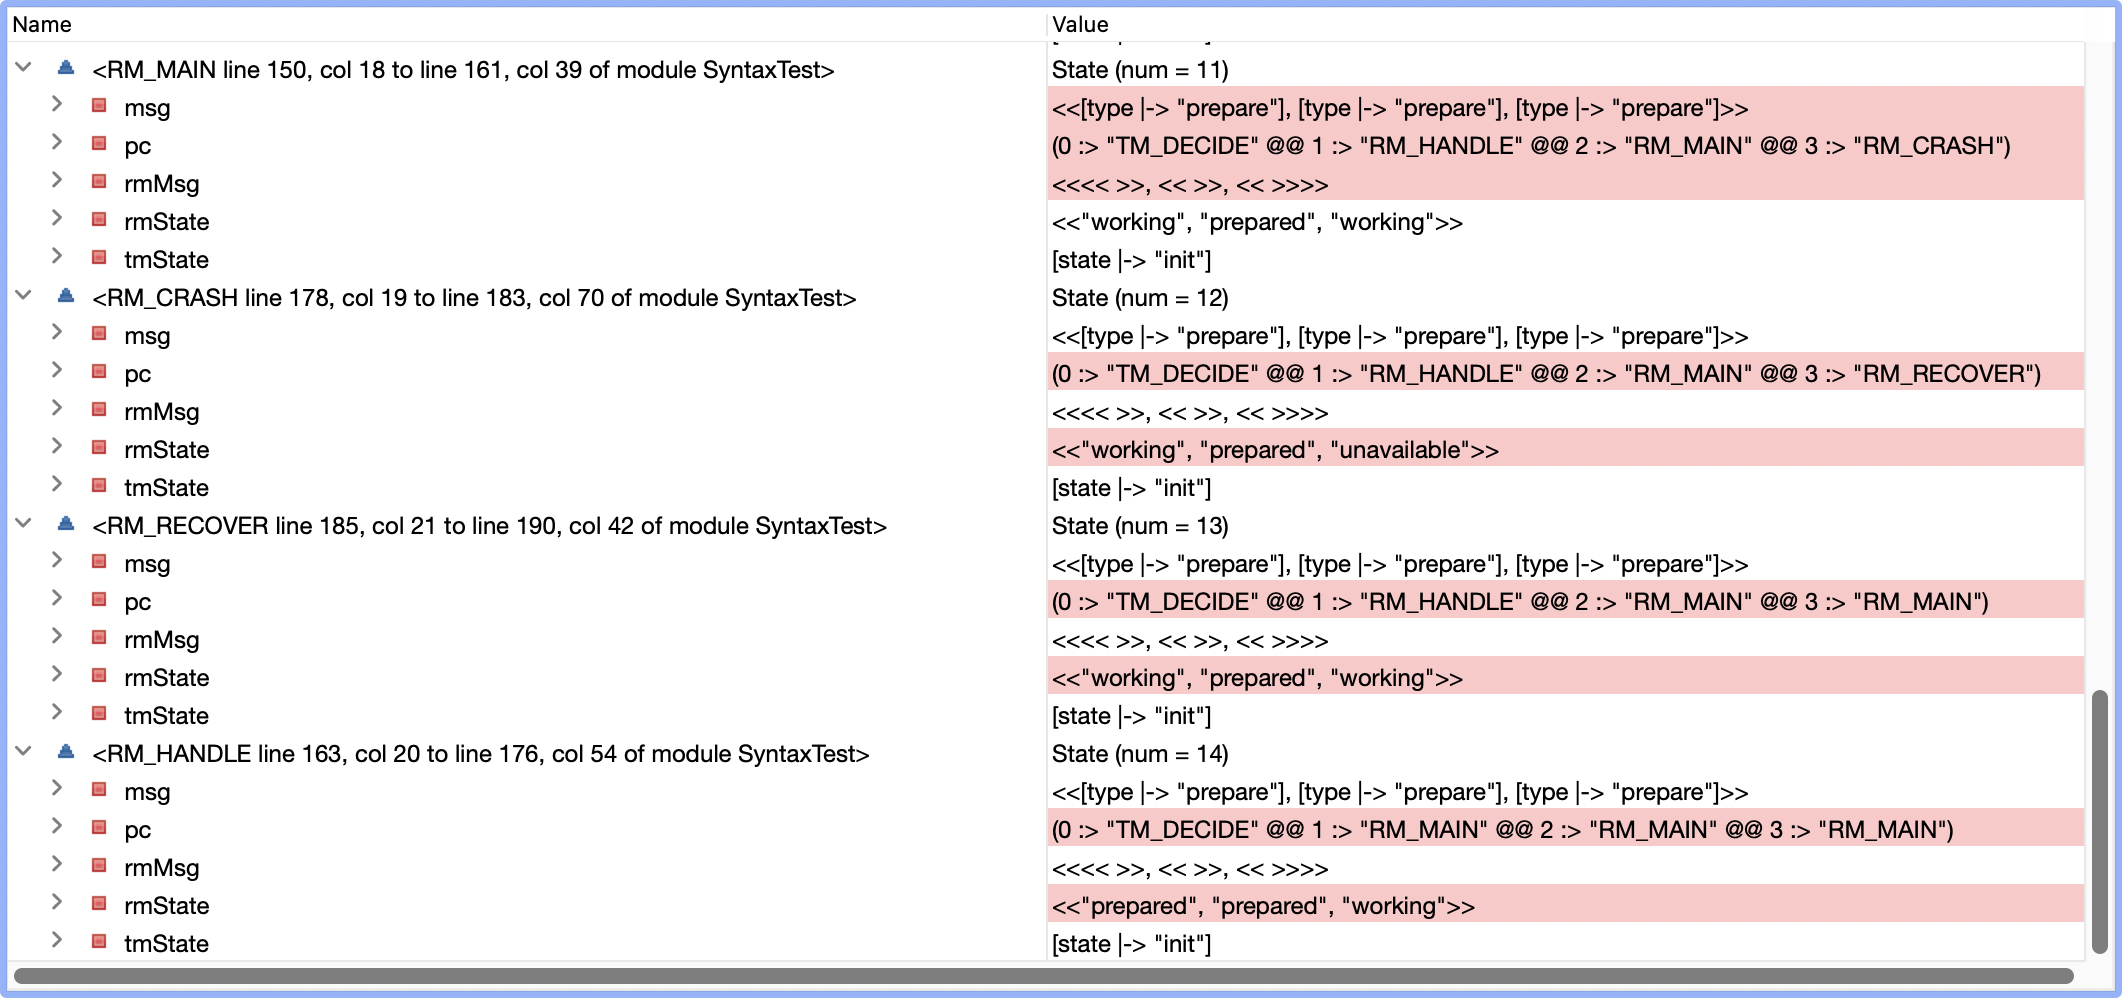 Name Value
<RM_MAIN line 150, col 18 to line 161, col 39 of module SyntaxTest> State (num = 11)
msg <<[type |-> "prepare"], [type |-> "prepare"], [type |-> "prepare"]>>
pc (0 :> "TM_DECIDE" @@ 1 :> "RM_HANDLE" @@ 2 :> "RM_MAIN" @@ 3 :> "RM_CRASH")
rmMsg <<<< >>, << >>, << >>>>
rmState <<"working", "prepared", "working">>
tmState [state |-> "init"]
<RM_CRASH line 178, col 19 to line 183, col 70 of module SyntaxTest> State (num = 12)
msg <<[type |-> "prepare"], [type |-> "prepare"], [type |-> "prepare"]>>
pc (0 :> "TM_DECIDE" @@ 1 :> "RM_HANDLE" @@ 2 :> "RM_MAIN" @@ 3 :> "RM_RECOVER")
rmMsg <<<< >>, << >>, << >>>>
rmState <<"working", "prepared", "unavailable">>
tmState [state |-> "init"]
<RM_RECOVER line 185, col 21 to line 190, col 42 of module SyntaxTest> State (num = 13)
msg <<[type |-> "prepare"], [type |-> "prepare"], [type |-> "prepare"]>>
pc (0 :> "TM_DECIDE" @@ 1 :> "RM_HANDLE" @@ 2 :> "RM_MAIN" @@ 3 :> "RM_MAIN")
rmMsg <<<< >>, << >>, << >>>>
rmState <<"working", "prepared", "working">>
tmState [state |-> "init"]
<RM_HANDLE line 163, col 20 to line 176, col 54 of module SyntaxTest> State (num = 14)
msg <<[type |-> "prepare"], [type |-> "prepare"], [type |-> "prepare"]>>
pc (0 :> "TM_DECIDE" @@ 1 :> "RM_MAIN" @@ 2 :> "RM_MAIN" @@ 3 :> "RM_MAIN")
rmMsg <<<< >>, << >>, << >>>>
rmState <<"prepared", "prepared", "working">>
tmState [state |-> "init"]